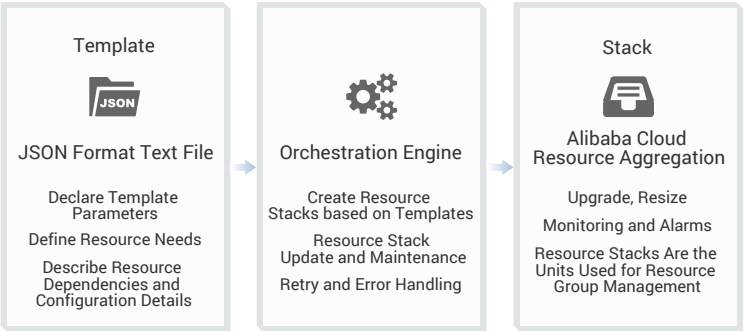 Template
JSON
JSON Format Text File
Declare Template
Parameters
Define Resource Needs
Describe Resource
Dependencies and
Configuration Details
Orchestration Engine
Create Resource
Stacks based on Templates
Resource Stack
Update and Maintenance
Retry and Error Handling
Stack
Alibaba Cloud
Resource Aggregation
Upgrade, Resize
Monitoring and Alarms
Resource Stacks Are the
Units Used for Resource
Group Management